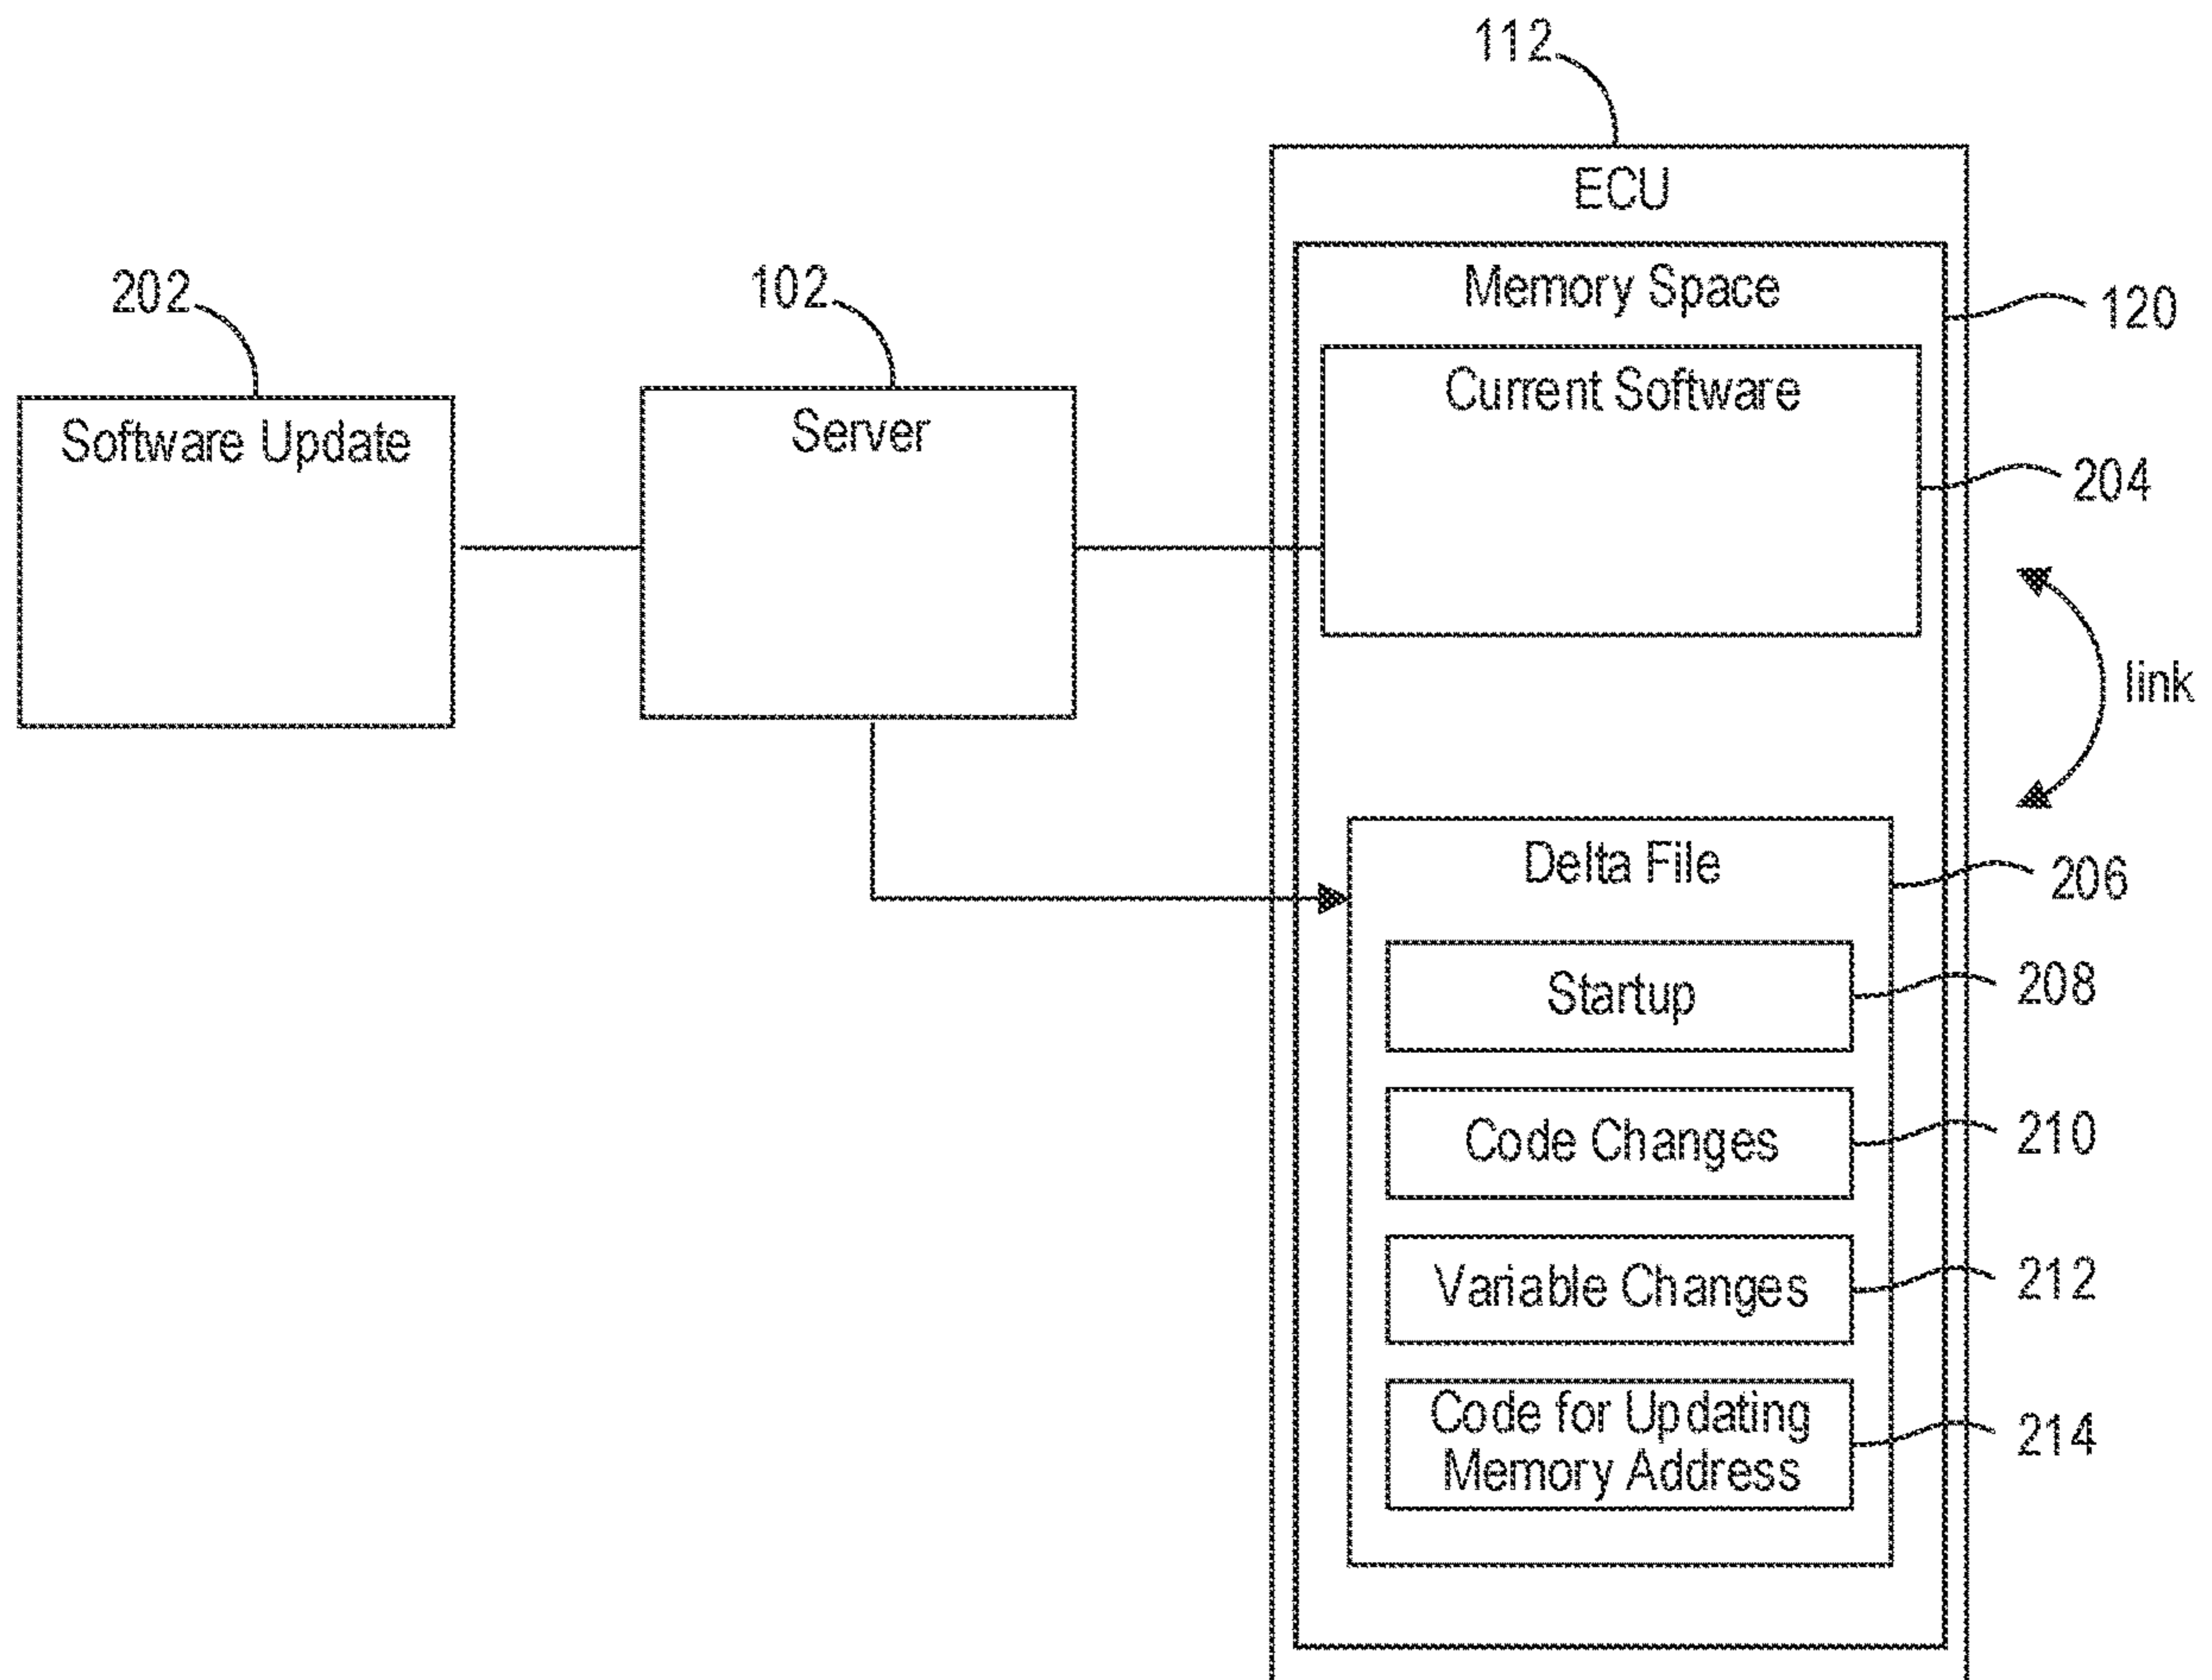 112
ECU
202
102
Memory Space
120
Software Update
Server
Current Software
204
link
Delta File
206
Startup
208
Code Changes
210
Variable Changes
212
Code for Updating
Memory Address
214